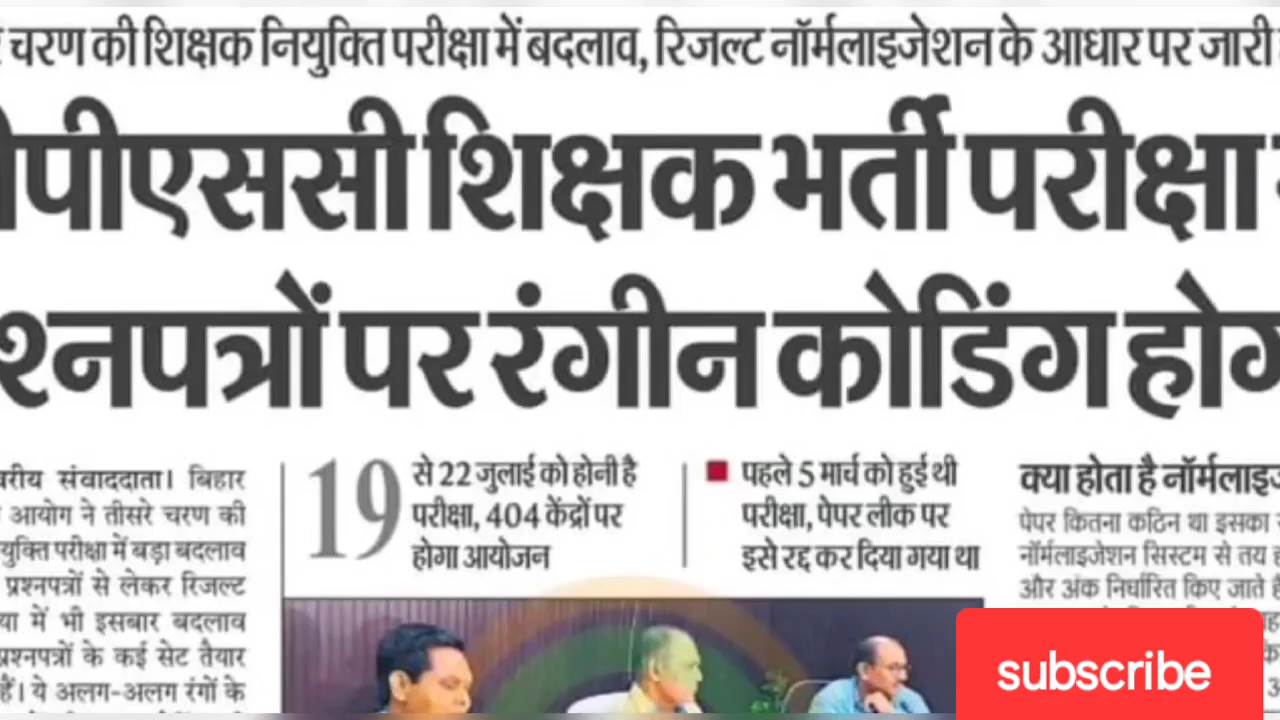 चरण की शिक्षक नियुक्ति परीक्षा में बदलाव, रिजल्ट नॉर्मलाइजेशन के आधार पर जारी
पीएससी शिक्षक भर्ती परीक्षा
श्नपत्रों पर रंगीन कोडिंग होग
वरीय संवाददाता। बिहार
आयोग ने तीसरे चरण की
युक्ति परीक्षा में बड़ा बदलाव
प्रश्नपत्रों से लेकर रिजल्ट
या में भी इसबार बदलाव
प्रश्नपत्रों के कई सेट तैयार
हैं। ये अलग-अलग रंगों के
19 से 22 जुलाई को होनी है
परीक्षा, 404 केंद्रों पर
होगा आयोजन
पहले 5 मार्च को हुई थी
परीक्षा, पेपर लीक पर
इसे रद्द कर दिया गया था
क्या होता है नॉर्मलाइज
पेपर कितना कठिन था इसका
नॉर्मलाइजेशन सिस्टम से तय
और अंक निर्धारित किए जाते
subscribe